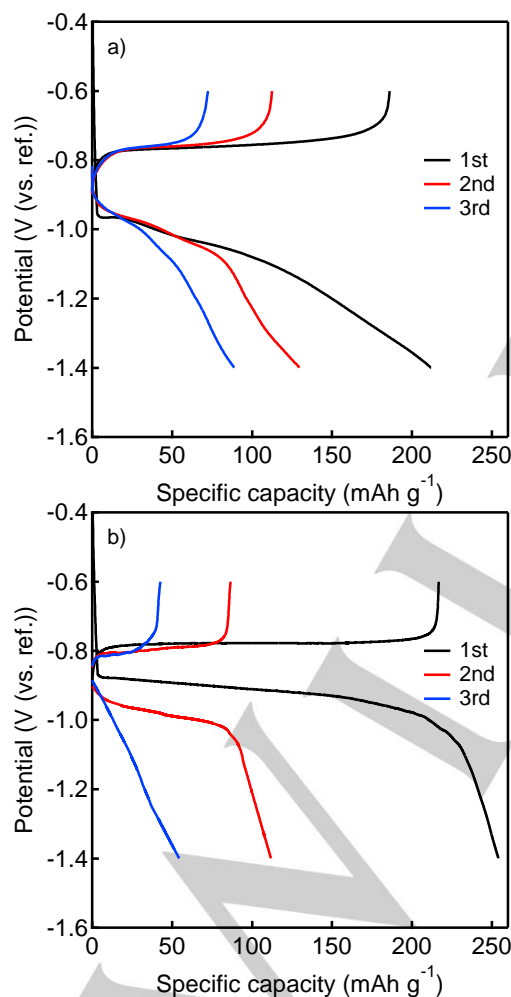 a)
-0.4
-0.6
-0.8
-1.0
-1.2
-1.4
-1.6
Potential (V (vs. ref.))
1st
2nd
3rd
0 50 100 150 200 250
Specific capacity (mAh g⁻¹)
b)
-0.4
-0.6
-0.8
-1.0
-1.2
-1.4
-1.6
Potential (V (vs. ref.))
1st
2nd
3rd
0 50 100 150 200 250
Specific capacity (mAh g⁻¹)